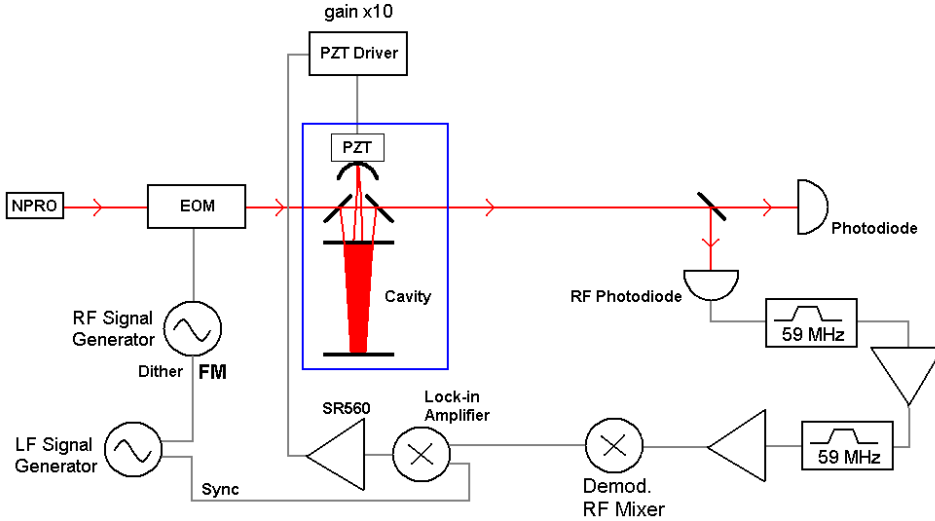 gain x10
PZT Driver
PZT
NPRO
EOM
Photodiode
Cavity
RF Photodiode
RF Signal
Generator
59 MHz
Dither FM
SR560
Lock-in
Amplifier
LF Signal
Generator
59 MHz
Sync
Demod.
RF Mixer